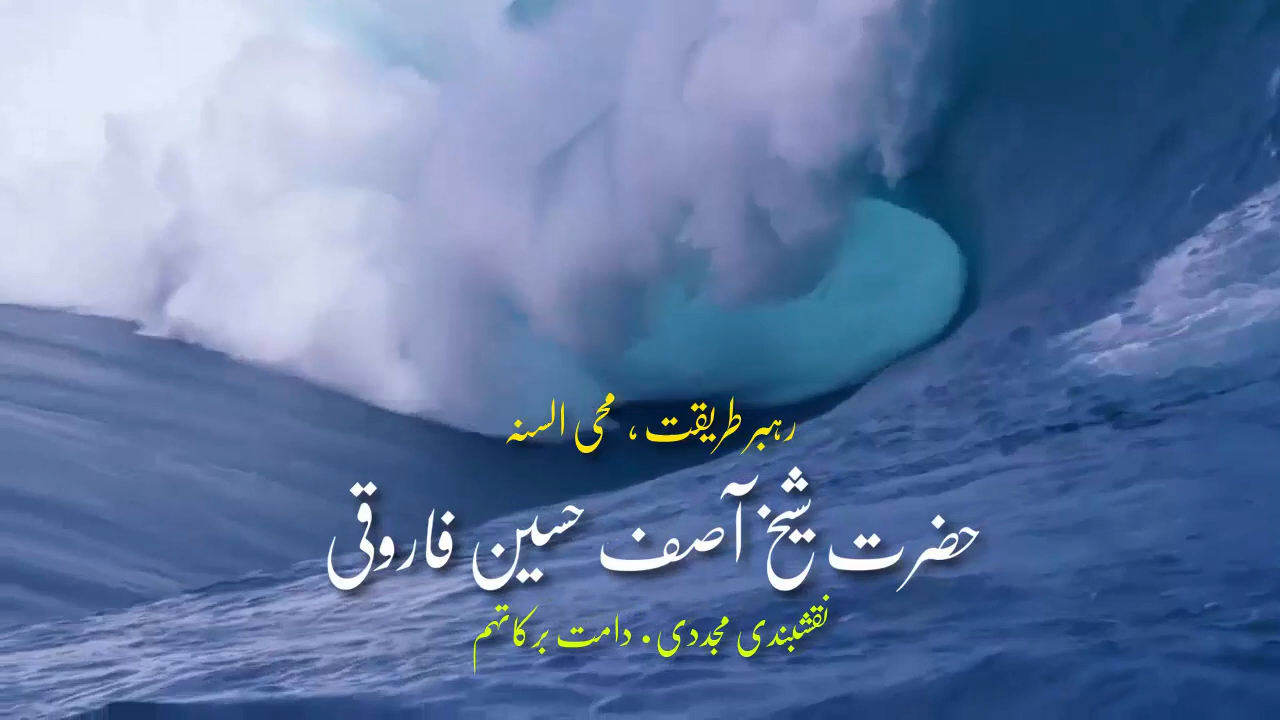 رہبر طریقت، محی السنہ
حضرت شیخ آصف حسین فاروقی
نقشبندی مجددی۔ دامت برکاتہم